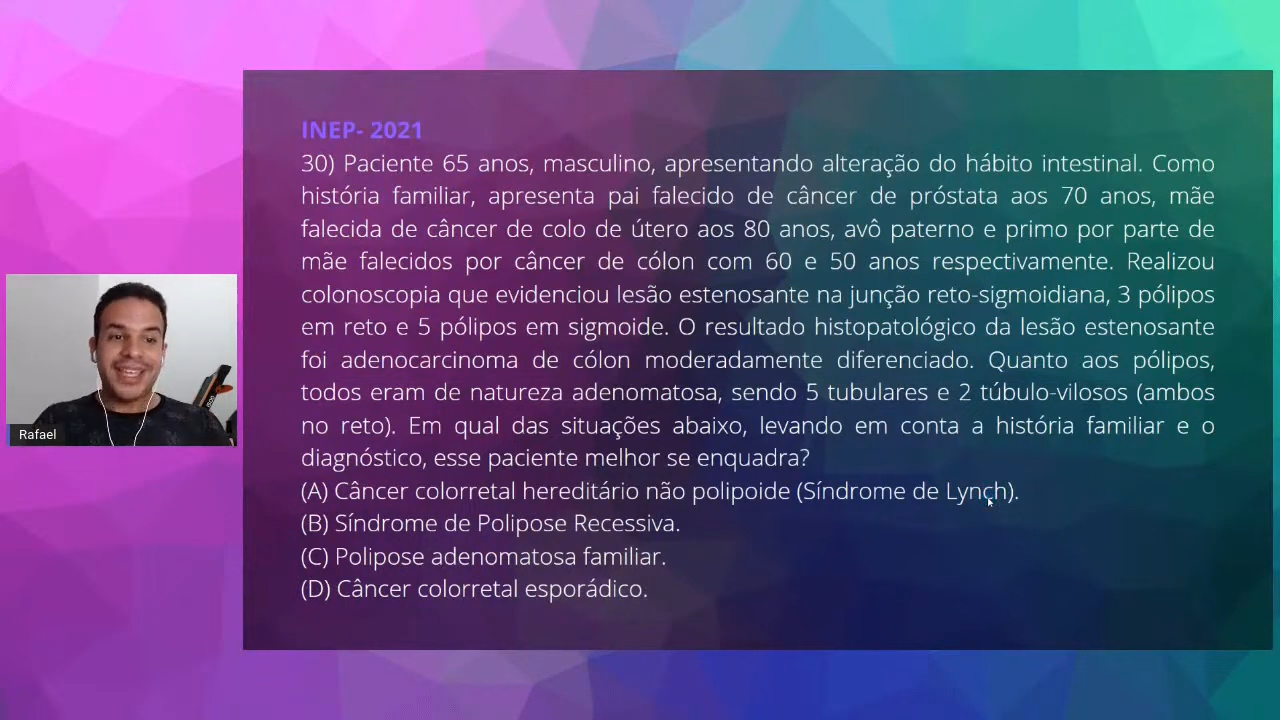 INEP- 2021
30) Paciente 65 anos, masculino, apresentando alteração do hábito intestinal. Como
história familiar, apresenta pai falecido de câncer de próstata aos 70 anos, mãe
falecida de câncer de colo de útero aos 80 anos, avô paterno e primo por parte de
mãe falecidos por câncer de cólon com 60 e 50 anos respectivamente. Realizou
colonoscopia que evidenciou lesão estenosante na junção reto-sigmoidiana, 3 pólipos
em reto e 5 pólipos em sigmoide. O resultado histopatológico da lesão estenosante
foi adenocarcinoma de cólon moderadamente diferenciado. Quanto aos pólipos,
todos eram de natureza adenomatosa, sendo 5 tubulares e 2 túbulo-vilosos (ambos
no reto). Em qual das situações abaixo, levando em conta a história familiar e o
diagnóstico, esse paciente melhor se enquadra?
(A) Câncer colorretal hereditário não polipoide (Síndrome de Lynch).
(B) Síndrome de Polipose Recessiva.
(C) Polipose adenomatosa familiar.
(D) Câncer colorretal esporádico.
Rafael